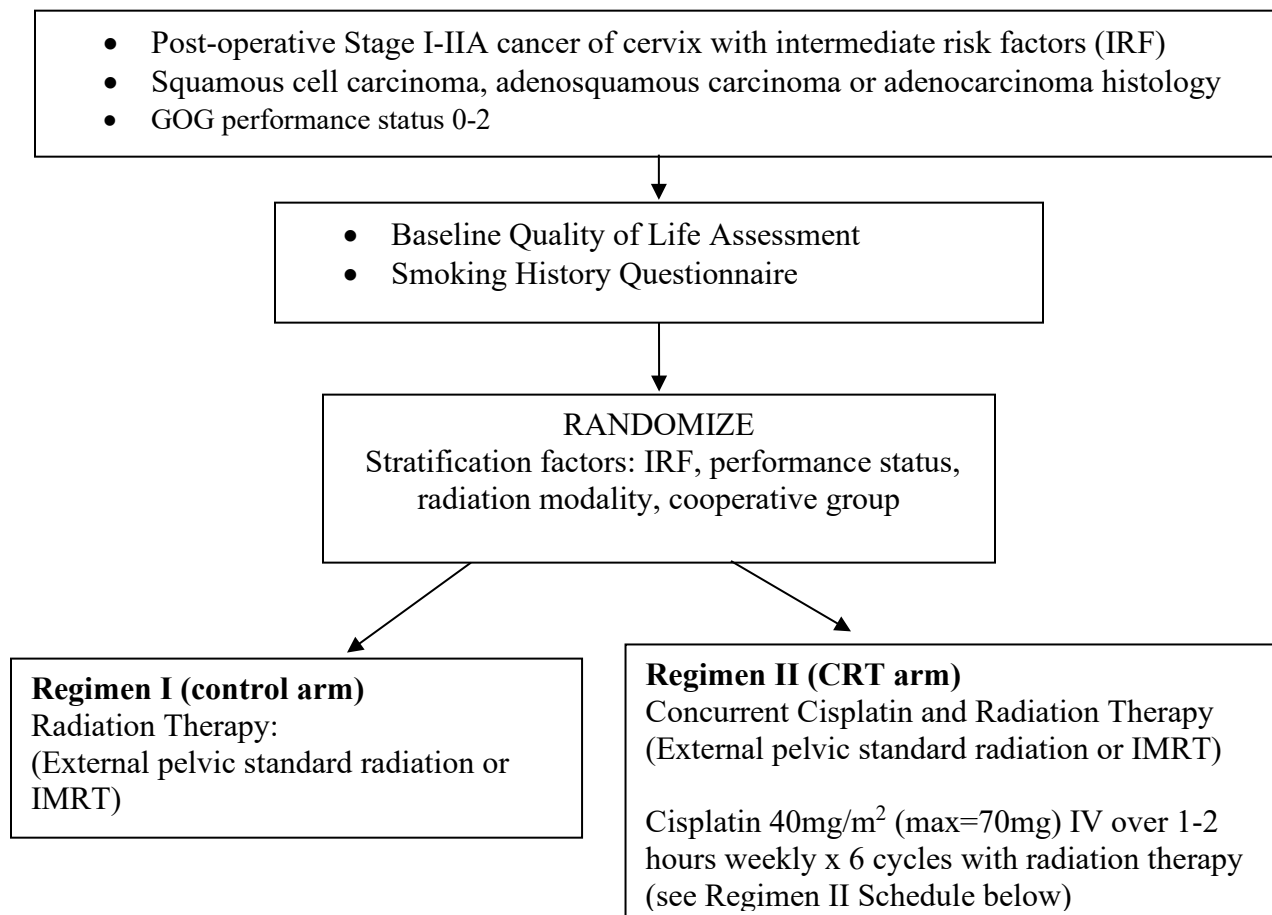 • Post-operative Stage I-IIA cancer of cervix with intermediate risk factors (IRF)
• Squamous cell carcinoma, adenosquamous carcinoma or adenocarcinoma histology
• GOG performance status 0-2
• Baseline Quality of Life Assessment
• Smoking History Questionnaire
RANDOMIZE
Stratification factors: IRF, performance status,
radiation modality, cooperative group
Regimen I (control arm)
Radiation Therapy:
(External pelvic standard radiation or
IMRT)
Regimen II (CRT arm)
Concurrent Cisplatin and Radiation Therapy
(External pelvic standard radiation or IMRT)
Cisplatin 40mg/m² (max=70mg) IV over 1-2
hours weekly x 6 cycles with radiation therapy
(see Regimen II Schedule below)